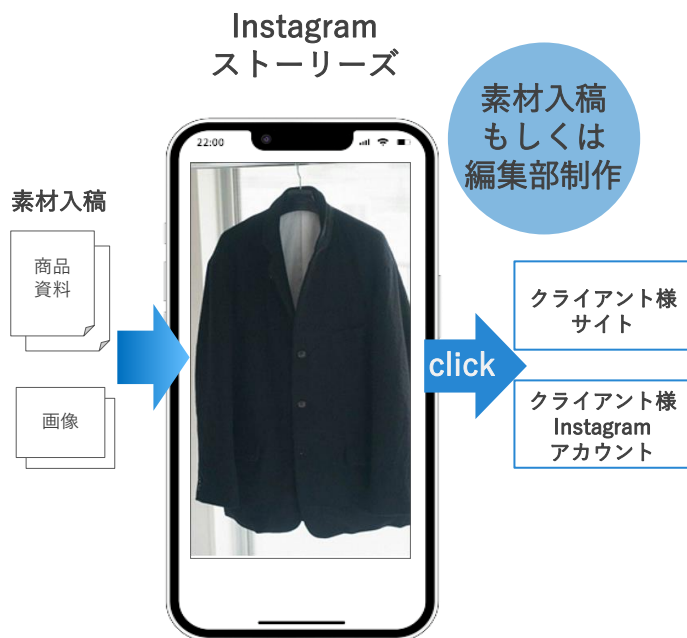 Instagram
ストーリーズ
素材入稿
もしくは
編集部制作
22:00
素材入稿
商品
資料
画像
click
クライアント様
サイト
クライアント様
Instagram
アカウント